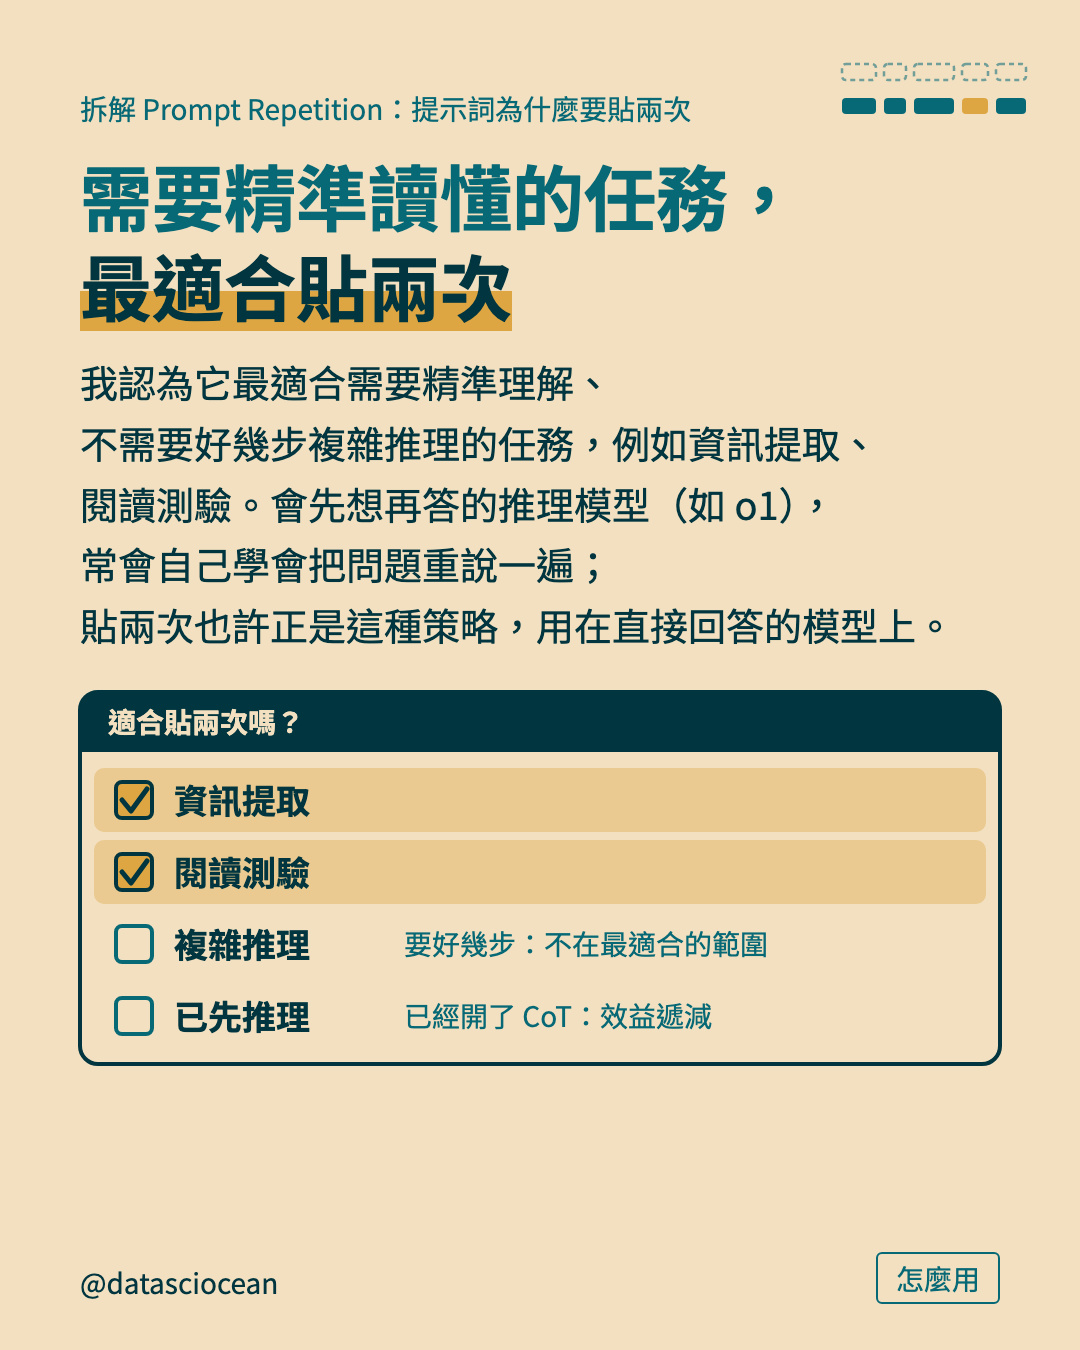 拆解 Prompt Repetition：提示詞為什麼要貼兩次
需要精準讀懂的任務，
最適合貼兩次
我認為它最適合需要精準理解、
不需要好幾步複雜推理的任務，例如資訊提取、
閱讀測驗。會先想再答的推理模型（如 o1），
常會自己學會把問題重說一遍；
貼兩次也許正是這種策略，用在直接回答的模型上。
適合貼兩次嗎？
資訊提取
閱讀測驗
複雜推理 要好幾步：不在最適合的範圍
已先推理 已經開了 CoT：效益遞減
@datasciocean
怎麼用